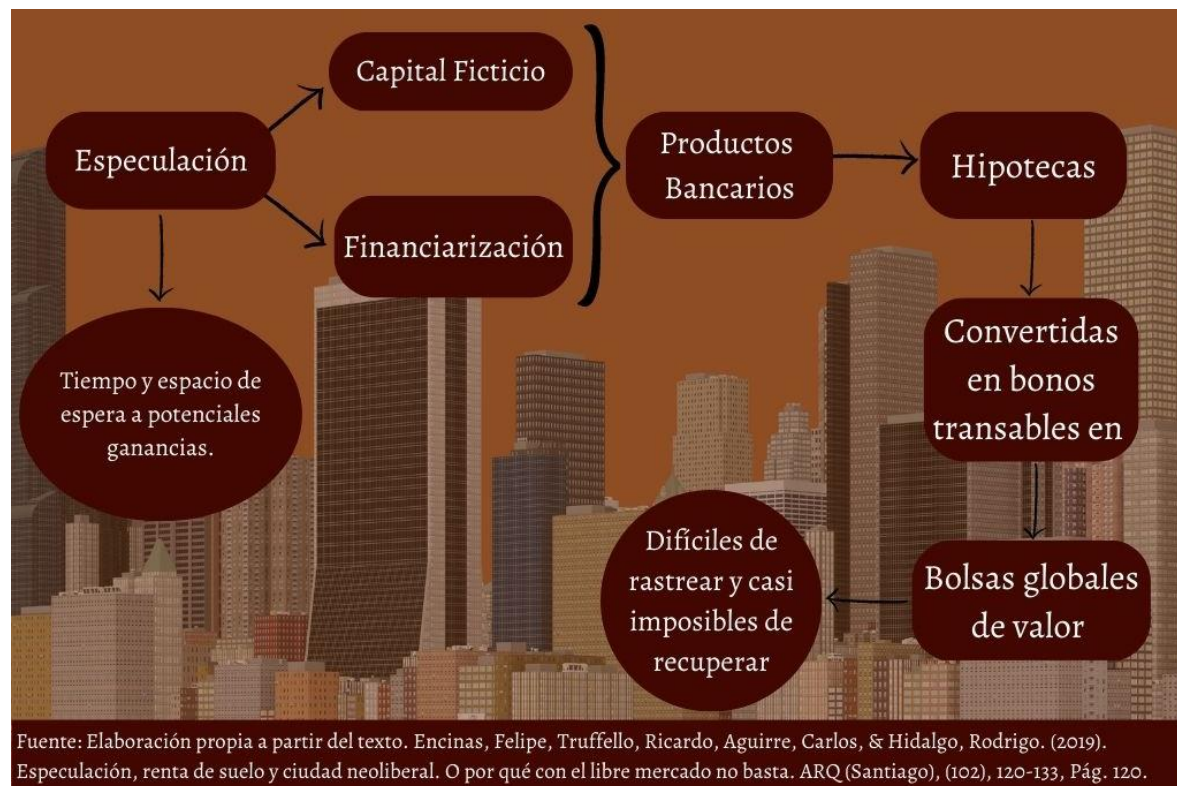 Capital Ficticio
Especulación
Financiarización
Productos
Bancarios
Hipotecas
Tiempo y espacio de
espera a potenciales
ganancias.
Convertidas
en bonos
transables en
Bolsas globales
de valor
Difíciles de
rastrear y casi
imposibles de
recuperar
Fuente: Elaboración propia a partir del texto. Encinas, Felipe, Truffello, Ricardo, Aguirre, Carlos, & Hidalgo, Rodrigo. (2019).
Especulación, renta de suelo y ciudad neoliberal. O por qué con el libre mercado no basta. ARQ (Santiago), (102), 120-133, Pág. 120.